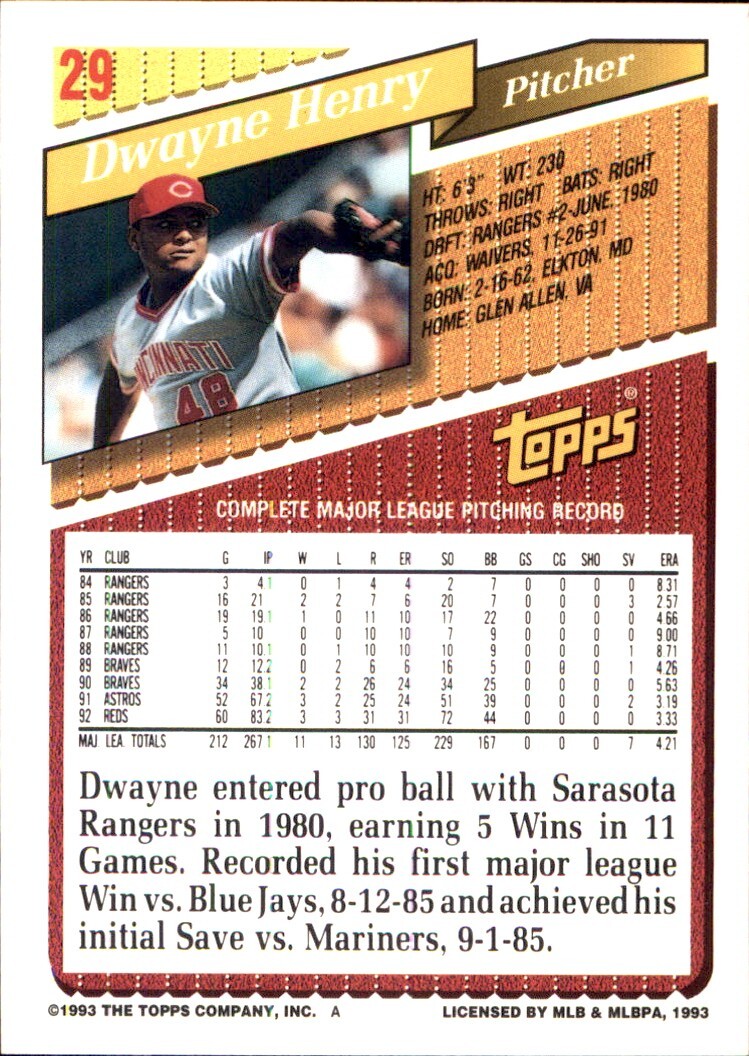 29
Dwayne Henry
Pitcher
HT: 6'3" WT: 230
THROWS: RIGHT BATS: RIGHT
DRFT: RANGERS #2-JUNE, 1980
ACQ: WAIVERS, 11-26-91
BORN: 2-16-62, ELKTON, MD
HOME: GLEN ALLEN, VA
C
CINCINNATI
48
TOPPS®
COMPLETE MAJOR LEAGUE PITCHING RECORD
YR CLUB G IP W L R ER SO BB GS CG SHO SV ERA
84 RANGERS 3 4.1 0 1 4 4 2 7 0 0 0 0 8.31
85 RANGERS 16 21 2 2 7 6 20 7 0 0 0 3 2.57
86 RANGERS 19 19.1 1 0 11 10 17 22 0 0 0 0 4.66
87 RANGERS 5 10 0 0 10 10 7 9 0 0 0 0 9.00
88 RANGERS 11 10.1 0 1 10 10 10 9 0 0 0 1 8.71
89 BRAVES 12 12.2 0 2 6 6 16 5 0 0 0 1 4.26
90 BRAVES 34 38.1 2 2 26 24 34 25 0 0 0 0 5.63
91 ASTROS 52 67.2 3 2 25 24 51 39 0 0 0 2 3.19
92 REDS 60 83.2 3 3 31 31 72 44 0 0 0 0 3.33
MAJ. LEA. TOTALS 212 267.1 11 13 130 125 229 167 0 0 0 7 4.21
Dwayne entered pro ball with Sarasota
Rangers in 1980, earning 5 Wins in 11
Games. Recorded his first major league
Win vs. Blue Jays, 8-12-85 and achieved his
initial Save vs. Mariners, 9-1-85.
©1993 THE TOPPS COMPANY, INC. A
LICENSED BY MLB & MLBPA, 1993